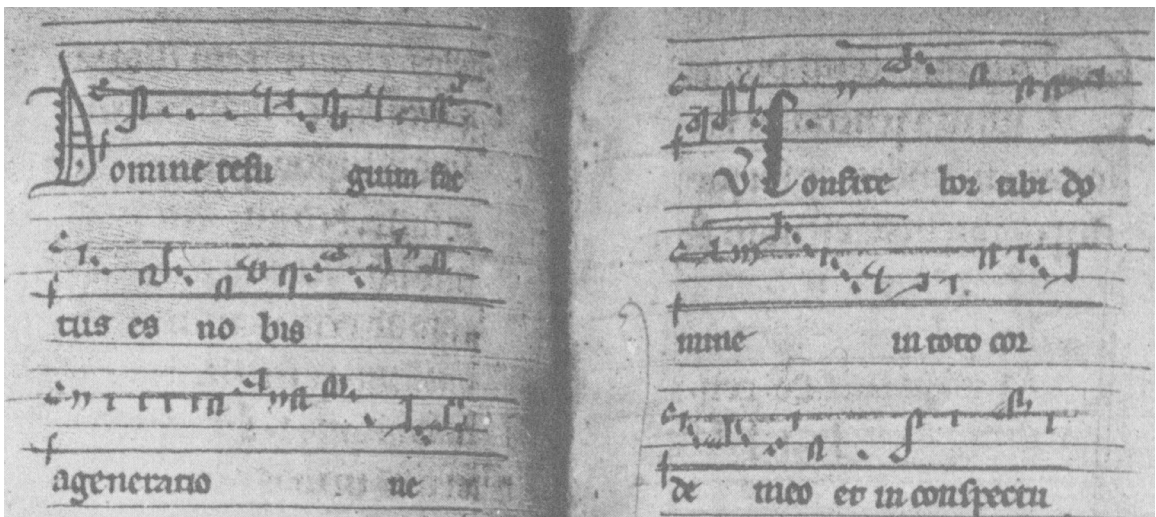 Domine refu gium fac
tus es no bis
a generatio ne
V Confite bor tibi do
mine in toto cor
de meo et in conspectu